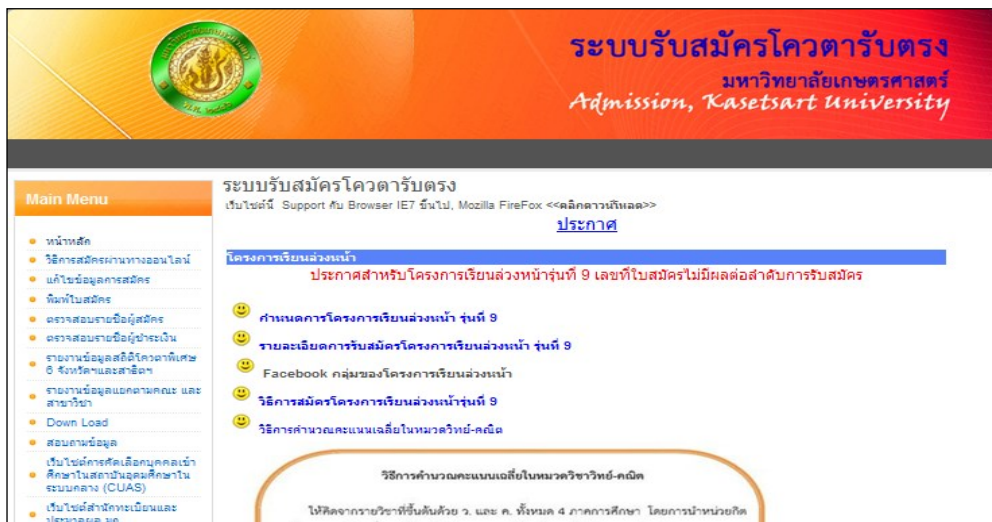 ระบบรับสมัครโควตารับตรง
มหาวิทยาลัยเกษตรศาสตร์
Admission, Kasetsart University
Main Menu
หน้าหลัก
วิธีการสมัครผ่านทางออนไลน์
แก้ไขข้อมูลการสมัคร
พิมพ์ใบสมัคร
ตรวจสอบรายชื่อผู้สมัคร
ตรวจสอบรายชื่อผู้ชำระเงิน
รายงานข้อมูลสถิติโควตาพิเศษ
6 จังหวัดฯและสาธิตฯ
รายงานข้อมูลแยกตามคณะ และ
สาขาวิชา
Down Load
สอบถามข้อมูล
เว็บไซต์การคัดเลือกบุคคลเข้า
ศึกษาในสถาบันอุดมศึกษาใน
ระบบกลาง (CUAS)
เว็บไซต์สำนักทะเบียนและ
ประมวลผล มก
ระบบรับสมัครโควตารับตรง
เว็บไซต์นี้ Support กับ Browser IE7 ขึ้นไป, Mozilla FireFox <<คลิกดาวน์โหลด>>
ประกาศ
โครงการเรียนล่วงหน้า
ประกาศสำหรับโครงการเรียนล่วงหน้ารุ่นที่ 9 เลขที่ใบสมัครไม่มีผลต่อลำดับการรับสมัคร
กำหนดการโครงการเรียนล่วงหน้า รุ่นที่ 9
รายละเอียดการรับสมัครโครงการเรียนล่วงหน้า รุ่นที่ 9
Facebook กลุ่มของโครงการเรียนล่วงหน้า
วิธีการสมัครโครงการเรียนล่วงหน้ารุ่นที่ 9
วิธีการคำนวณคะแนนเฉลี่ยในหมวดวิทย์-คณิต
วิธีการคำนวณคะแนนเฉลี่ยในหมวดวิชาวิทย์-คณิต
ให้คิดจากรายวิชาที่ขึ้นต้นด้วย ว. และ ค. ทั้งหมด 4 ภาคการศึกษา โดยการนำหน่วยกิต